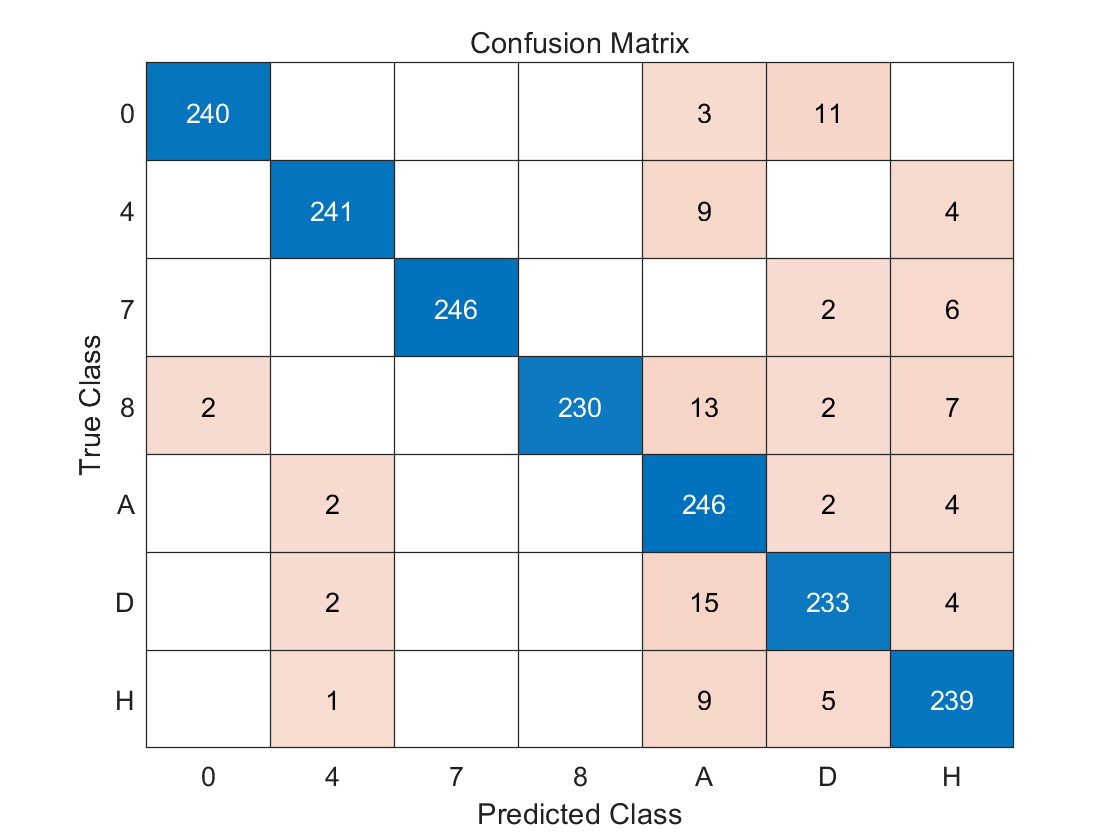 Confusion Matrix
0 240 3 11
4 241 9 4
7 246 2 6
8 2 230 13 2 7
A 2 246 2 4
D 2 15 233 4
H 1 9 5 239
True Class
0 4 7 8 A D H
Predicted Class